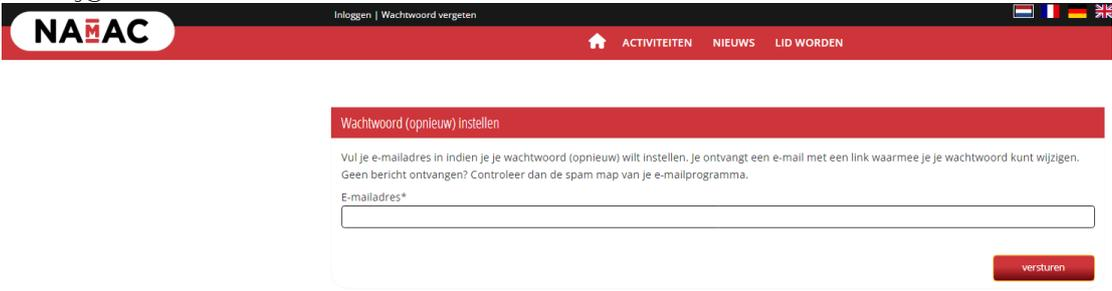 Inloggen | Wachtwoord vergeten
NAMAC
ACTIVITEITEN NIEUWS LID WORDEN
Wachtwoord (opnieuw) instellen
Vul je e-mailadres in indien je je wachtwoord (opnieuw) wilt instellen. Je ontvangt een e-mail met een link waarmee je je wachtwoord kunt wijzigen.
Geen bericht ontvangen? Controleer dan de spam map van je e-mailprogramma.
E-mailadres*
versturen